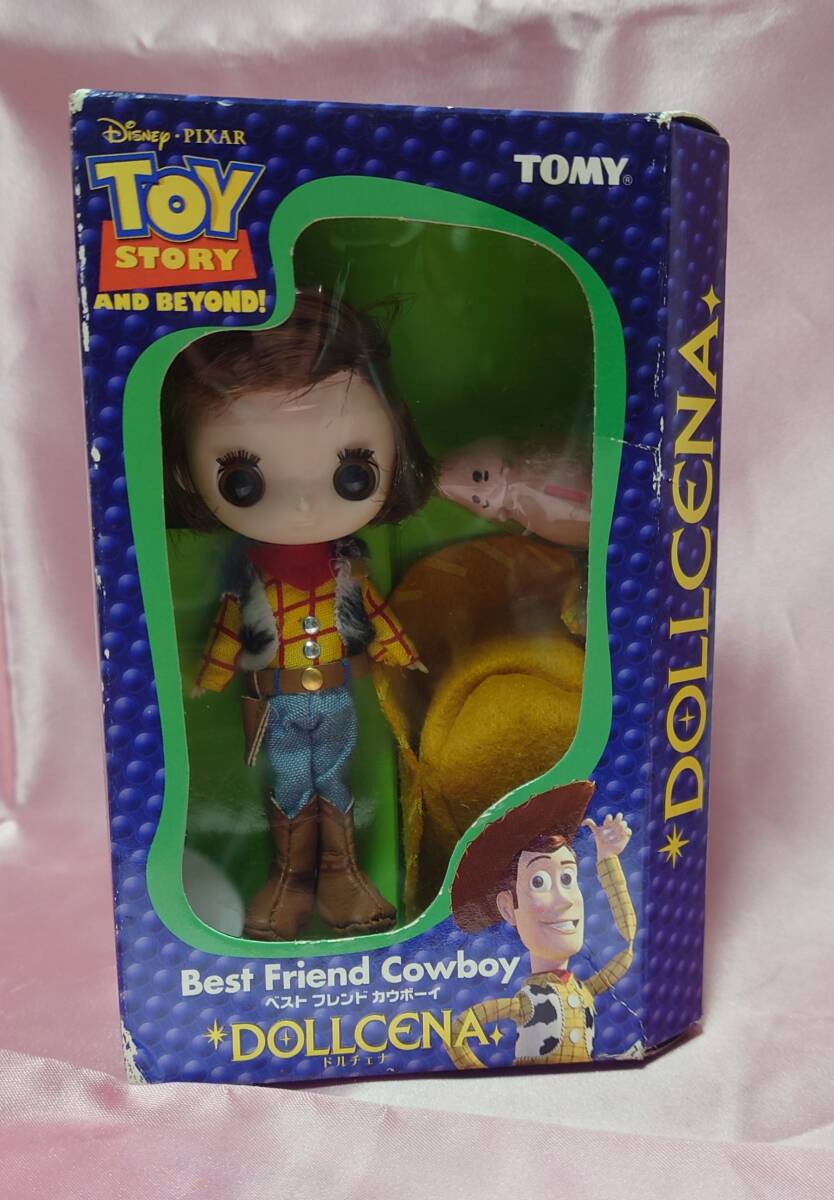 Disney · PIXAR
TOY
STORY
AND BEYOND!
TOMY®
Best Friend Cowboy
ベスト フレンド カウボーイ
DOLLCENA
ドルチェナ
DOLLCENA